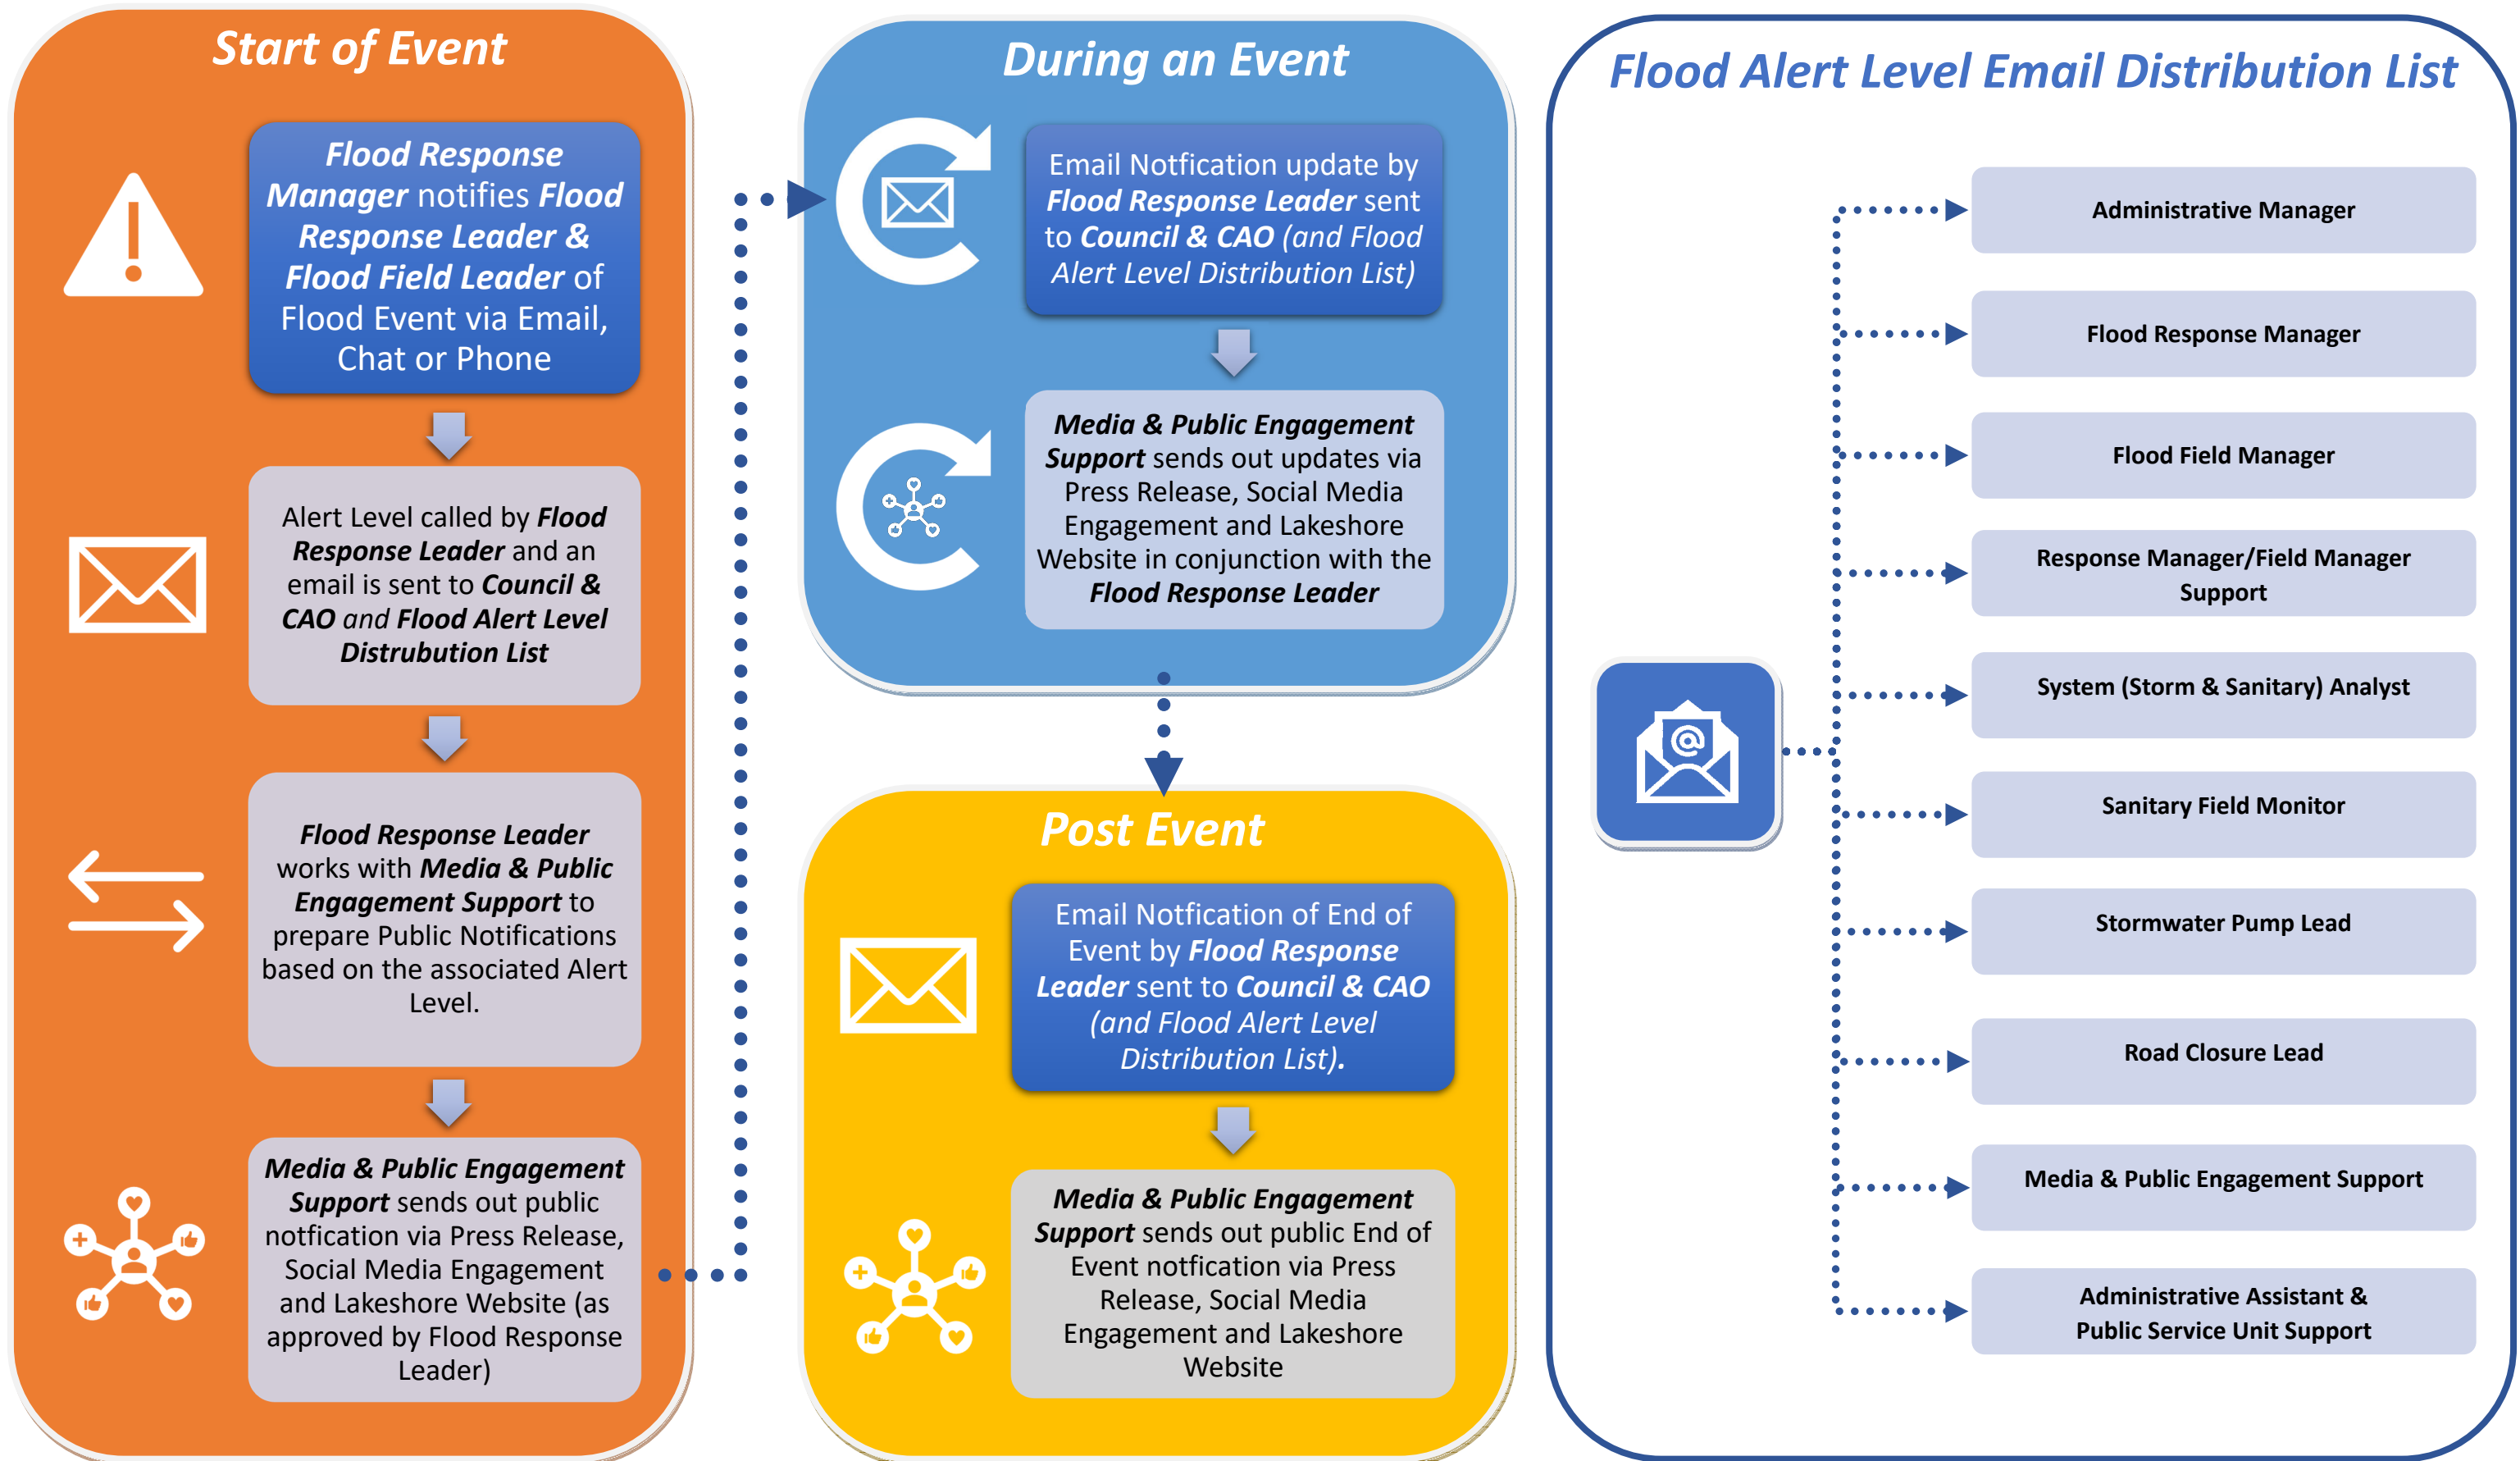 Start of Event
Flood Response
Manager notifies Flood
Response Leader &
Flood Field Leader of
Flood Event via Email,
Chat or Phone
Alert Level called by Flood
Response Leader and an
email is sent to Council &
CAO and Flood Alert Level
Distrubution List
Flood Response Leader
works with Media & Public
Engagement Support to
prepare Public Notifications
based on the associated Alert
Level.
Media & Public Engagement
Support sends out public
notfication via Press Release,
Social Media Engagement
and Lakeshore Website (as
approved by Flood Response
Leader)
During an Event
Email Notfication update by
Flood Response Leader sent
to Council & CAO (and Flood
Alert Level Distribution List)
Media & Public Engagement
Support sends out updates via
Press Release, Social Media
Engagement and Lakeshore
Website in conjunction with the
Flood Response Leader
Post Event
Email Notfication of End of
Event by Flood Response
Leader sent to Council & CAO
(and Flood Alert Level
Distribution List).
Media & Public Engagement
Support sends out public End of
Event notfication via Press
Release, Social Media
Engagement and Lakeshore
Website
Flood Alert Level Email Distribution List
@
Administrative Manager
Flood Response Manager
Flood Field Manager
Response Manager/Field Manager
Support
System (Storm & Sanitary) Analyst
Sanitary Field Monitor
Stormwater Pump Lead
Road Closure Lead
Media & Public Engagement Support
Administrative Assistant &
Public Service Unit Support